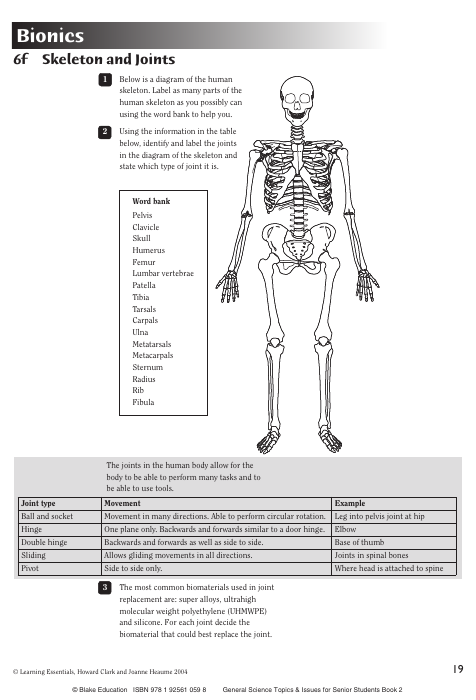 Bionics
6f Skeleton and Joints
1 Below is a diagram of the human
skeleton. Label as many parts of the
human skeleton as you possibly can
using the word bank to help you.
2 Using the information in the table
below, identify and label the joints
in the diagram of the skeleton and
state which type of joint it is.
Word bank
Pelvis
Clavicle
Skull
Humerus
Femur
Lumbar vertebrae
Patella
Tibia
Tarsals
Carpals
Ulna
Metatarsals
Metacarpals
Sternum
Radius
Rib
Fibula
The joints in the human body allow for the
body to be able to perform many tasks and to
be able to use tools.
Joint type Movement Example
Ball and socket Movement in many directions. Able to perform circular rotation. Leg into pelvis joint at hip
Hinge One plane only. Backwards and forwards similar to a door hinge. Elbow
Double hinge Backwards and forwards as well as side to side. Base of thumb
Sliding Allows gliding movements in all directions. Joints in spinal bones
Pivot Side to side only. Where head is attached to spine
3 The most common biomaterials used in joint
replacement are: super alloys, ultrahigh
molecular weight polyethylene (UHMWPE)
and silicone. For each joint decide the
biomaterial that could best replace the joint.
© Learning Essentials, Howard Clark and Joanne Heaume 2004
19
© Blake Education ISBN 978 1 92561 059 8 General Science Topics & Issues for Senior Students Book 2